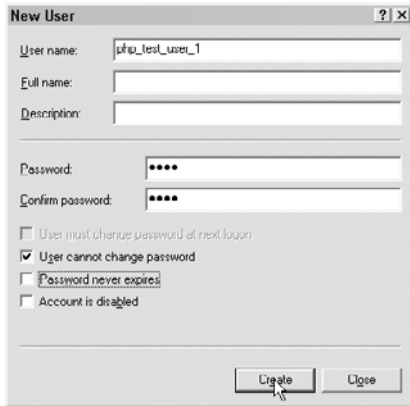 New User
User name: php_test_user_1
Full name:
Description:
Password: ••••
Confirm password: ••••
User must change password at next logon
User cannot change password
Password never expires
Account is disabled
Create Close